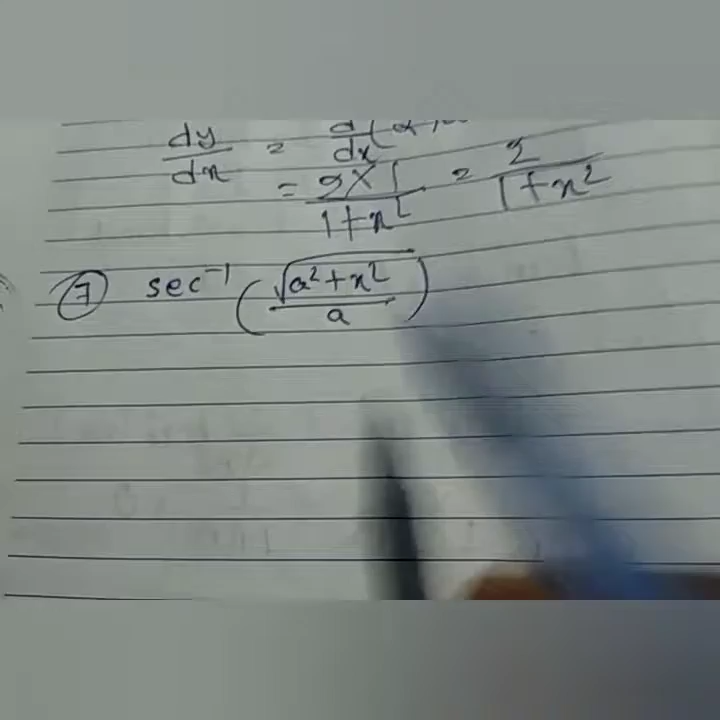 dy/dx = d/dx (
= 2×1/1+x² = 2/1+x²
⑦ sec⁻¹ (√a²+x²/a)